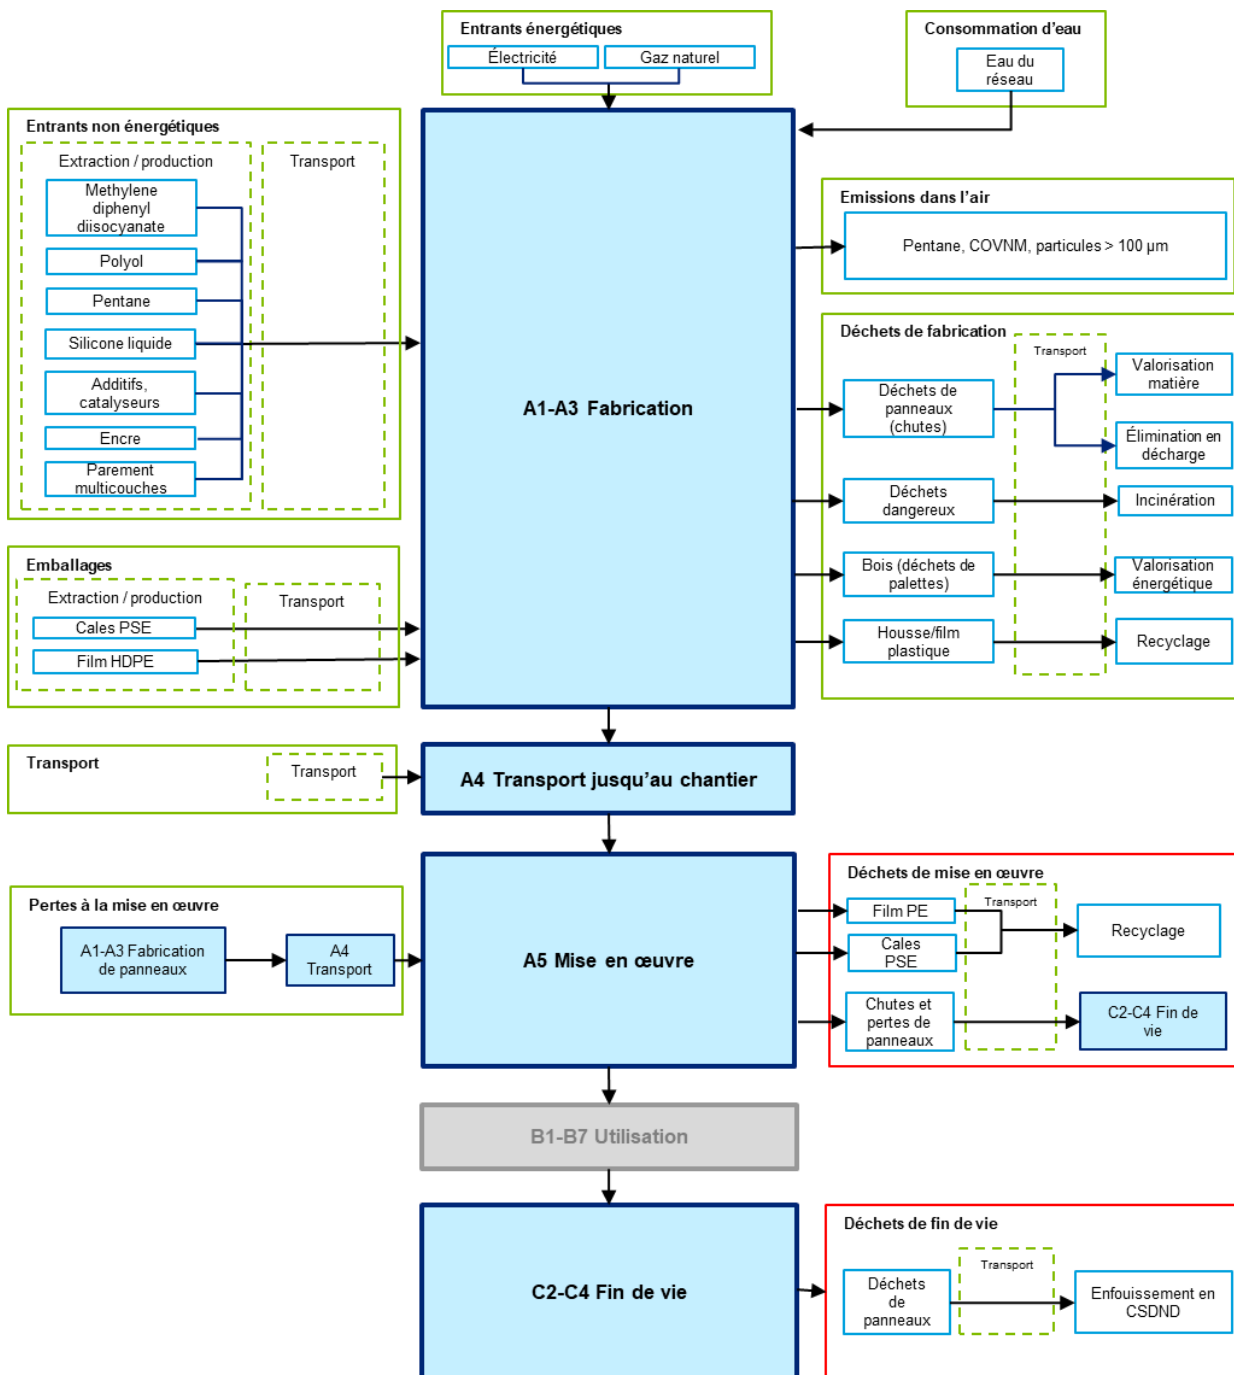 Entrants énergétiques
Électricité
Gaz naturel
Consommation d'eau
Eau du
réseau
Entrants non énergétiques
Extraction / production
Transport
Methylene
diphenyl
diisocyanate
Polyol
Pentane
Silicone liquide
Additifs,
catalyseurs
Encre
Parement
multicouches
Emballages
Extraction / production
Transport
Cales PSE
Film HDPE
A1-A3 Fabrication
Emissions dans l'air
Pentane, COVNM, particules > 100 µm
Déchets de fabrication
Transport
Déchets de
panneaux
(chutes)
Valorisation
matière
Élimination en
décharge
Déchets
dangereux
Incinération
Bois (déchets de
palettes)
Valorisation
énergétique
Housse/film
plastique
Recyclage
Transport
Transport
A4 Transport jusqu'au chantier
Pertes à la mise en œuvre
A1-A3 Fabrication
de panneaux
A4
Transport
A5 Mise en œuvre
Déchets de mise en œuvre
Transport
Film PE
Cales
PSE
Recyclage
Chutes et
pertes de
panneaux
C2-C4 Fin de
vie
B1-B7 Utilisation
C2-C4 Fin de vie
Déchets de fin de vie
Transport
Déchets
de
panneaux
Enfouissement en
CSDND